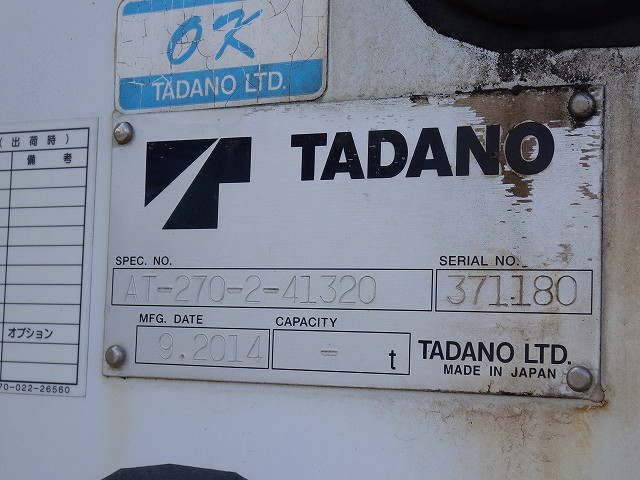 OK
TADANO LTD.
(出荷時)
備考
オプション
70-022-26560
TADANO
SPEC. NO.
SERIAL NO.
AT-270-2-41320
371180
MFG. DATE
CAPACITY
9.2014
- t
TADANO LTD.
MADE IN JAPAN